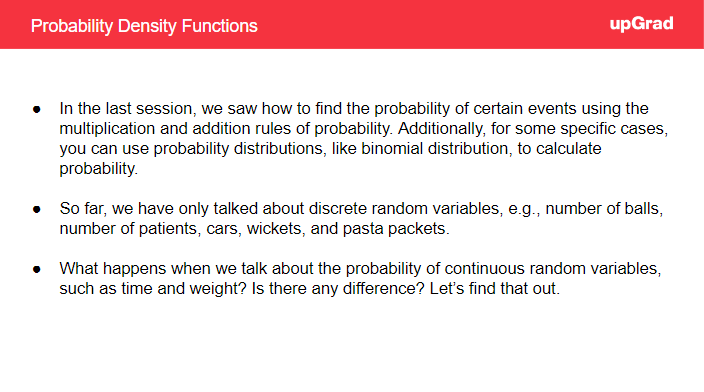 Probability Density Functions
upGrad
● In the last session, we saw how to find the probability of certain events using the
multiplication and addition rules of probability. Additionally, for some specific cases,
you can use probability distributions, like binomial distribution, to calculate
probability.
● So far, we have only talked about discrete random variables, e.g., number of balls,
number of patients, cars, wickets, and pasta packets.
● What happens when we talk about the probability of continuous random variables,
such as time and weight? Is there any difference? Let’s find that out.